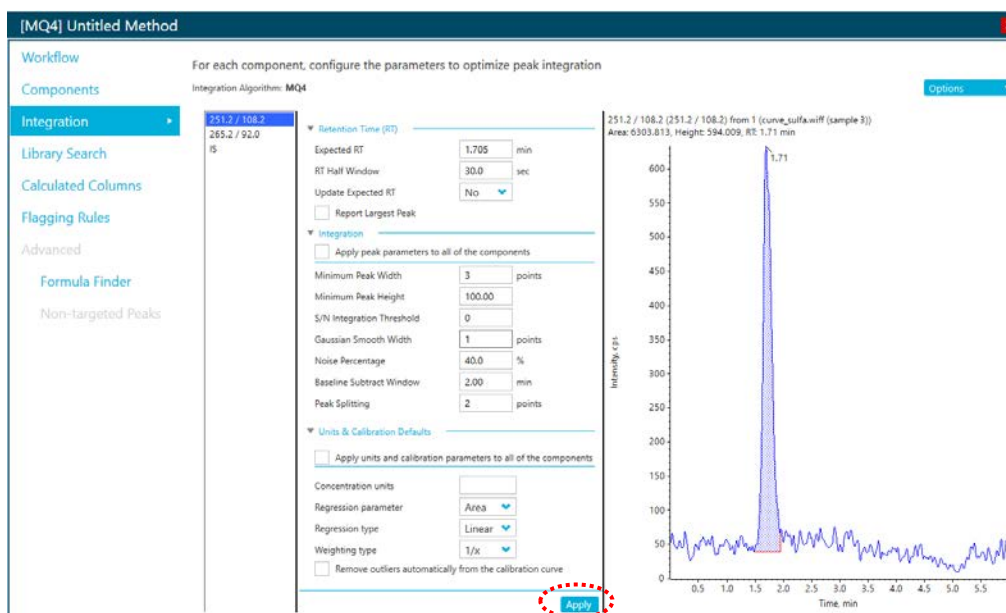 [MQ4] Untitled Method
Workflow
Components
Integration
Library Search
Calculated Columns
Flagging Rules
Advanced
Formula Finder
Non-targeted Peaks
For each component, configure the parameters to optimize peak integration
Integration Algorithm: MQ4
Options
251.2 / 108.2
265.2 / 92.0
IS
Retention Time (RT)
Expected RT 1.705 min
RT Half Window 30.0 sec
Update Expected RT No
Report Largest Peak
Integration
Apply peak parameters to all of the components
Minimum Peak Width 3 points
Minimum Peak Height 100.00
S/N Integration Threshold 0
Gaussian Smooth Width 1 points
Noise Percentage 40.0 %
Baseline Subtract Window 2.00 min
Peak Splitting 2 points
Units & Calibration Defaults
Apply units and calibration parameters to all of the components
Concentration units
Regression parameter Area
Regression type Linear
Weighting type 1/x
Remove outliers automatically from the calibration curve
Apply
251.2 / 108.2 (251.2 / 108.2) from 1 (curve_sulfa.wiff (sample 3))
Area: 6303.813, Height: 594.009, RT: 1.71 min
1.71
600
550
500
450
400
350
300
250
200
150
100
50
0
Intensity, cps
0.5 1.0 1.5 2.0 2.5 3.0 3.5 4.0 4.5 5.0 5.5
Time, min